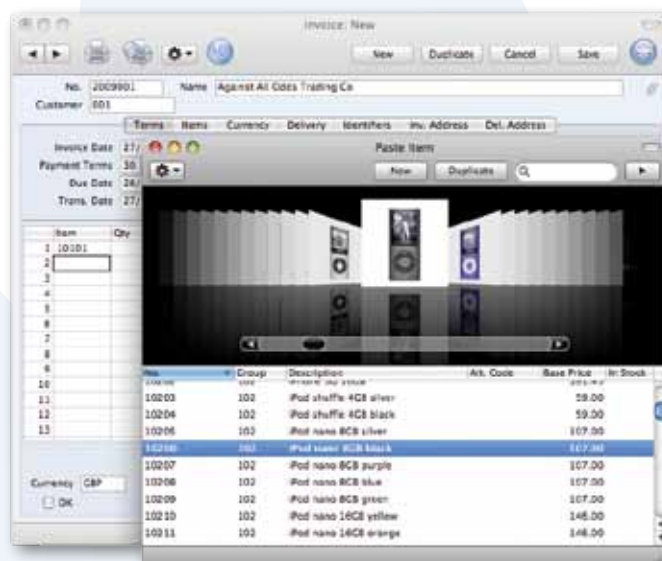 Invoice: New
New Duplicate Cancel Save
No. 2009001 Name Against All Odds Trading Co
Customer 001
Terms Items Currency Delivery Identifiers Inv. Address Del. Address
Invoice Date 27/
Payment Terms 30
Due Date 26/
Trans. Date 27/
Paste Item
New Duplicate
Item Qty
1 10101
2
3
4
5
6
7
8
9
10
11
12
13
Currency GBP
OK
No. Group Description Alt. Code Base Price In Stock
102
10203 102 iPod shuffle 4GB silver 59.00
10204 102 iPod shuffle 4GB black 59.00
10205 102 iPod nano 8GB silver 107.00
10206 102 iPod nano 8GB black 107.00
10207 102 iPod nano 8GB purple 107.00
10208 102 iPod nano 8GB blue 107.00
10209 102 iPod nano 8GB green 107.00
10210 102 iPod nano 16GB yellow 146.00
10211 102 iPod nano 16GB orange 146.00